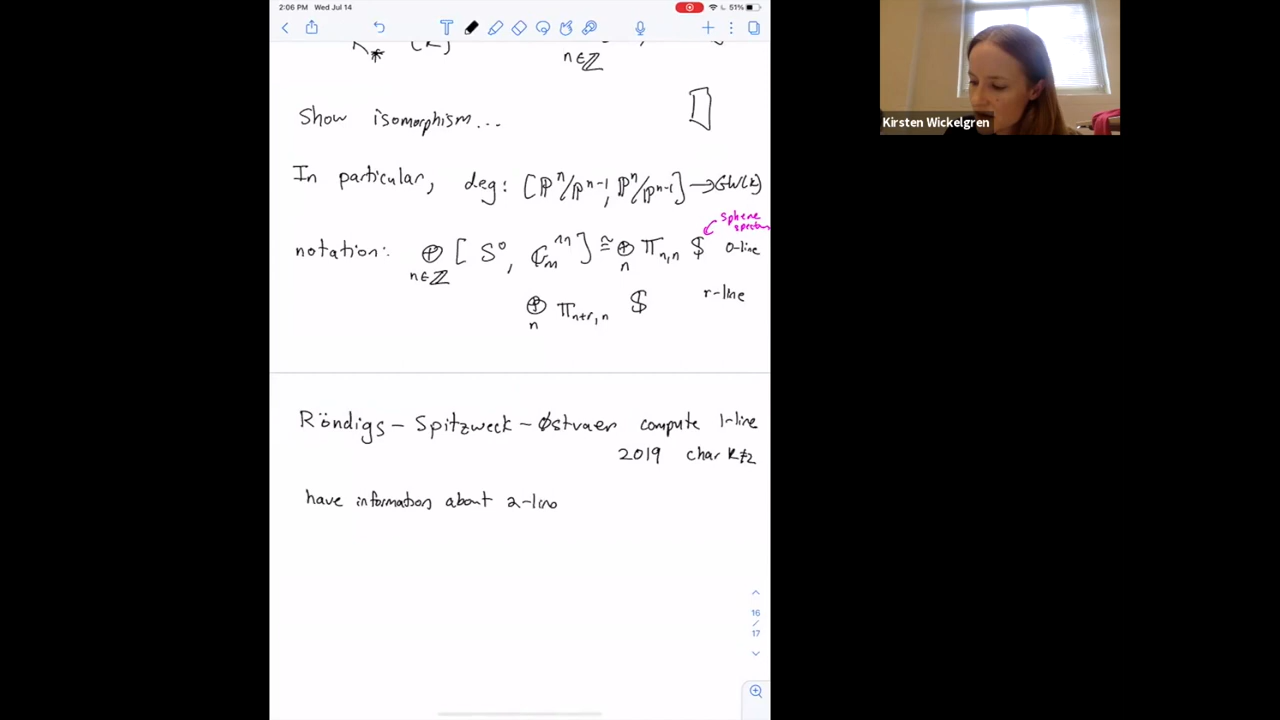 2:06 PM Wed Jul 14
51%
n∈ℤ
Show isomorphism...
In particular, deg: [ℙⁿ/ℙⁿ⁻¹, ℙⁿ/ℙⁿ⁻¹] → GW(k)
sphere
notation: ⊕ n∈ℤ [S⁰, 𝔾ₘ^n] ≅ ⊕ n π_{n,n} $ 0-line
⊕ n π_{n+r,n} $ r-line
Röndigs – Spitzweck – Østvaer compute 1-line
2019 char k≠2
have information about 2-line
16
/
17
Kirsten Wickelgren